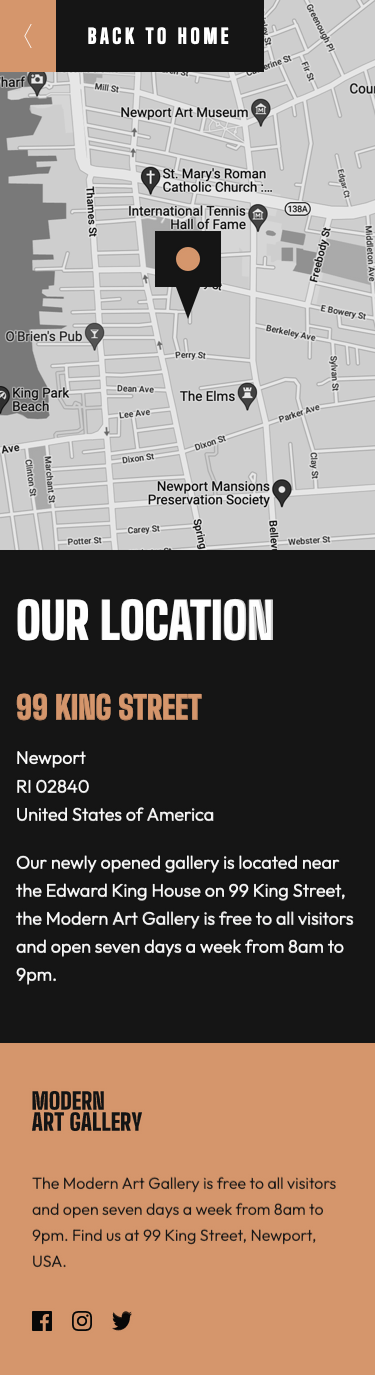 BACK TO HOME
Greenough Pl
Catherine St
Fir St
harf
Mill St
Newport Art Museum
Cou
St. Mary's Roman
Catholic Church :...
Edgar Ct
International Tennis
Hall of Fame
138A
Thames St
Freebody St
Middleton Ave
E Bowery St
Berkeley Ave
O'Brien's Pub
Perry St
Sylvan St
Dean Ave
The Elms
King Park
Beach
Lee Ave
Parker Ave
Dixon St
Ave
Dixon St
Clinton St
Marchant St
Clay St
Newport Mansions
Preservation Society
Carey St
Spring
Bellev
Potter St
Webster St
OUR LOCATION
99 KING STREET
Newport
RI 02840
United States of America
Our newly opened gallery is located near
the Edward King House on 99 King Street,
the Modern Art Gallery is free to all visitors
and open seven days a week from 8am to
9pm.
MODERN
ART GALLERY
The Modern Art Gallery is free to all visitors
and open seven days a week from 8am to
9pm. Find us at 99 King Street, Newport,
USA.